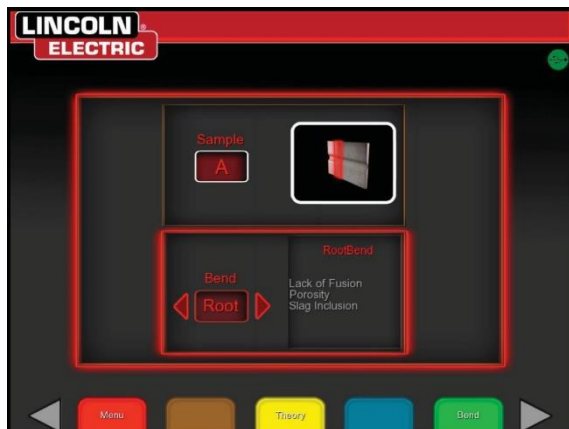 LINCOLN
ELECTRIC
Sample
A
RootBend
Bend
Root
Lack of Fusion
Porosity
Slag Inclusion
Menu
Theory
Bend